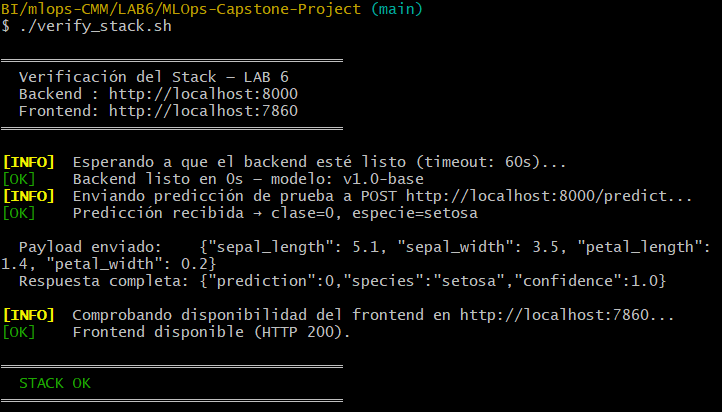 BI/mlops-CMM/LAB6/MLOps-Capstone-Project (main)
$ ./verify_stack.sh
Verificación del Stack — LAB 6
Backend : http://localhost:8000
Frontend: http://localhost:7860
[INFO] Esperando a que el backend esté listo (timeout: 60s)...
[OK] Backend listo en 0s — modelo: v1.0-base
[INFO] Enviando predicción de prueba a POST http://localhost:8000/predict...
[OK] Predicción recibida → clase=0, especie=setosa
Payload enviado: {"sepal_length": 5.1, "sepal_width": 3.5, "petal_length":
1.4, "petal_width": 0.2}
Respuesta completa: {"prediction":0,"species":"setosa","confidence":1.0}
[INFO] Comprobando disponibilidad del frontend en http://localhost:7860...
[OK] Frontend disponible (HTTP 200).
STACK OK